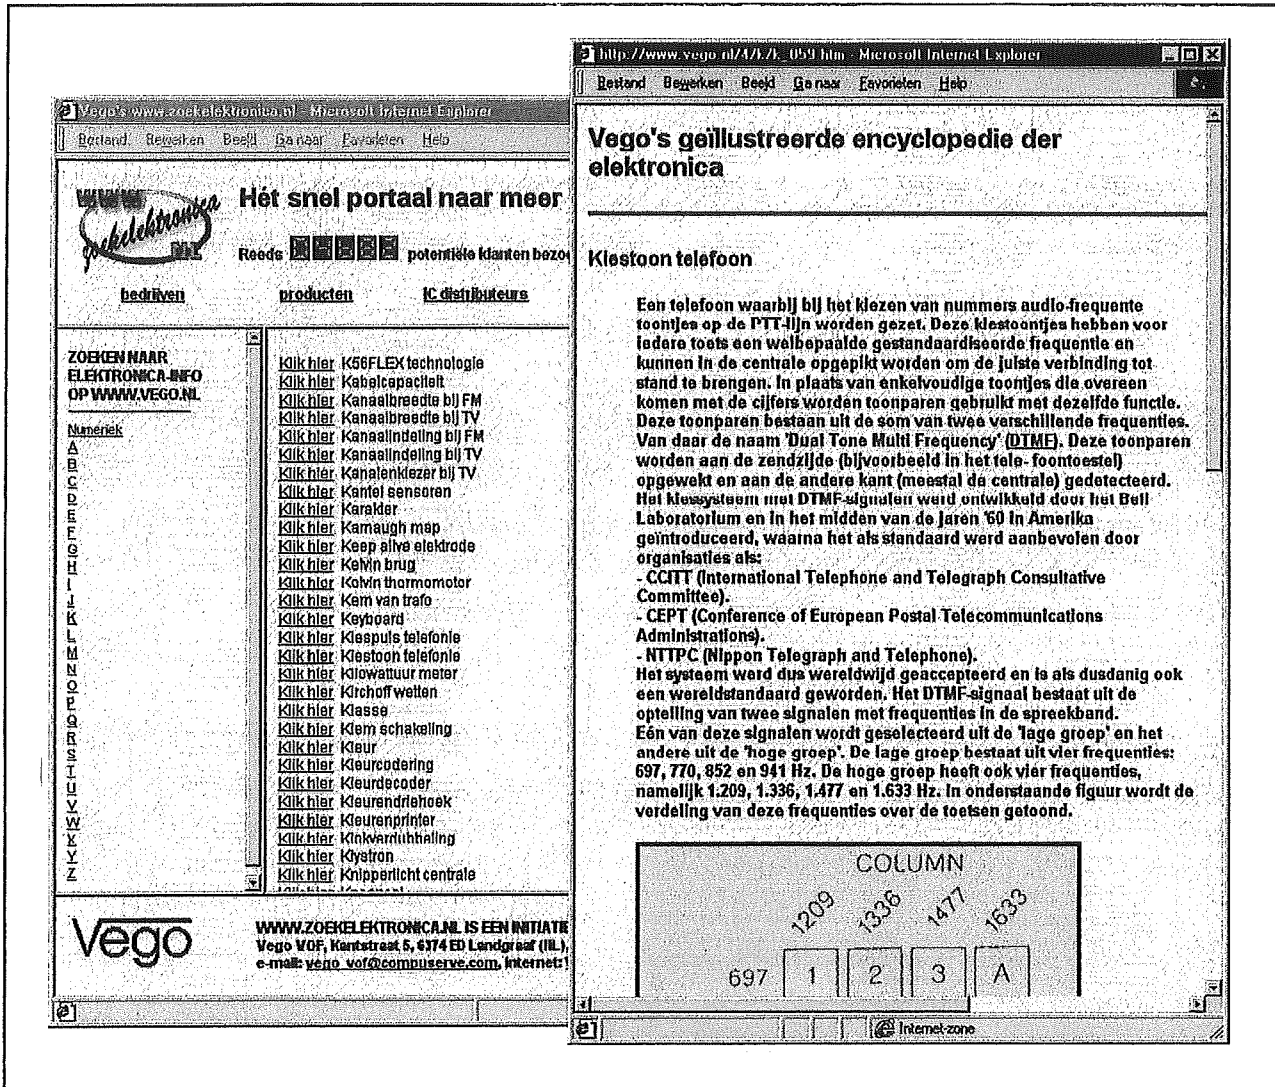 Vego's www.zoekelektronica.nl - Microsoft Internet Explorer
Bestand Bewerken Beeld Ga naar Favorieten Help
WWW
zoekelektronica
.NL
Hét snel portaal naar meer
Reeds potentiële klanten bezoe
bedrijven producten IC distributeurs
ZOEKEN NAAR
ELEKTRONICA-INFO
OP WWW.VEGO.NL
Numeriek
A
B
C
D
E
F
G
H
I
J
K
L
M
N
O
P
Q
R
S
T
U
V
W
X
Y
Z
Klik hier K56FLEX technologie
Klik hier Kabelcapaciteit
Klik hier Kanaalbreedte bij FM
Klik hier Kanaalbreedte bij TV
Klik hier Kanaalindeling bij FM
Klik hier Kanaalindeling bij TV
Klik hier Kanalenkiezer bij TV
Klik hier Kantel sensoren
Klik hier Karakter
Klik hier Karnaugh map
Klik hier Keep alive elektrode
Klik hier Kelvin brug
Klik hier Kelvin thermometer
Klik hier Kern van trafo
Klik hier Keyboard
Klik hier Kiespuls telefonie
Klik hier Kiestoon telefonie
Klik hier Kilowattuur meter
Klik hier Kirchoff wetten
Klik hier Klasse
Klik hier Klem schakeling
Klik hier Kleur
Klik hier Kleurcodering
Klik hier Kleurdecoder
Klik hier Kleurendriehoek
Klik hier Kleurenprinter
Klik hier Klokverdubbeling
Klik hier Klystron
Klik hier Knipperlicht centrale
Vego
WWW.ZOEKELEKTRONICA.NL IS EEN INITIATIE
Vego VOF, Kantstraat 5, 6374 ED Landgraaf (NL),
e-mail: vego_vof@compuserve.com, Internet:
http://www.vego.nl/4/k/k_059.htm - Microsoft Internet Explorer
Bestand Bewerken Beeld Ga naar Favorieten Help
Vego's geïllustreerde encyclopedie der
elektronica
Kiestoon telefoon
Een telefoon waarbij bij het kiezen van nummers audio-frequente
toontjes op de PTT-lijn worden gezet. Deze kiestoontjes hebben voor
iedere toets een welbepaalde gestandaardiseerde frequentie en
kunnen in de centrale opgepikt worden om de juiste verbinding tot
stand te brengen. In plaats van enkelvoudige toontjes die overeen
komen met de cijfers worden toonparen gebruikt met dezelfde functie.
Deze toonparen bestaan uit de som van twee verschillende frequenties.
Van daar de naam 'Dual Tone Multi Frequency' (DTMF). Deze toonparen
worden aan de zendzijde (bijvoorbeeld in het tele- foontoestel)
opgewekt en aan de andere kant (meestal de centrale) gedetecteerd.
Het kiessysteem met DTMF-signalen werd ontwikkeld door het Bell
Laboratorium en in het midden van de jaren '60 in Amerika
geïntroduceerd, waarna het als standaard werd aanbevolen door
organisaties als:
- CCITT (International Telephone and Telegraph Consultative
Committee).
- CEPT (Conference of European Postal Telecommunications
Administrations).
- NTTPC (Nippon Telegraph and Telephone).
Het systeem werd dus wereldwijd geaccepteerd en is als dusdanig ook
een wereldstandaard geworden. Het DTMF-signaal bestaat uit de
optelling van twee signalen met frequenties in de spreekband.
Eén van deze signalen wordt geselecteerd uit de 'lage groep' en het
andere uit de 'hoge groep'. De lage groep bestaat uit vier frequenties:
697, 770, 852 en 941 Hz. De hoge groep heeft ook vier frequenties,
namelijk 1.209, 1.336, 1.477 en 1.633 Hz. In onderstaande figuur wordt de
verdeling van deze frequenties over de toetsen getoond.
COLUMN
1209 1336 1477 1633
697 1 2 3 A
Internet-zone